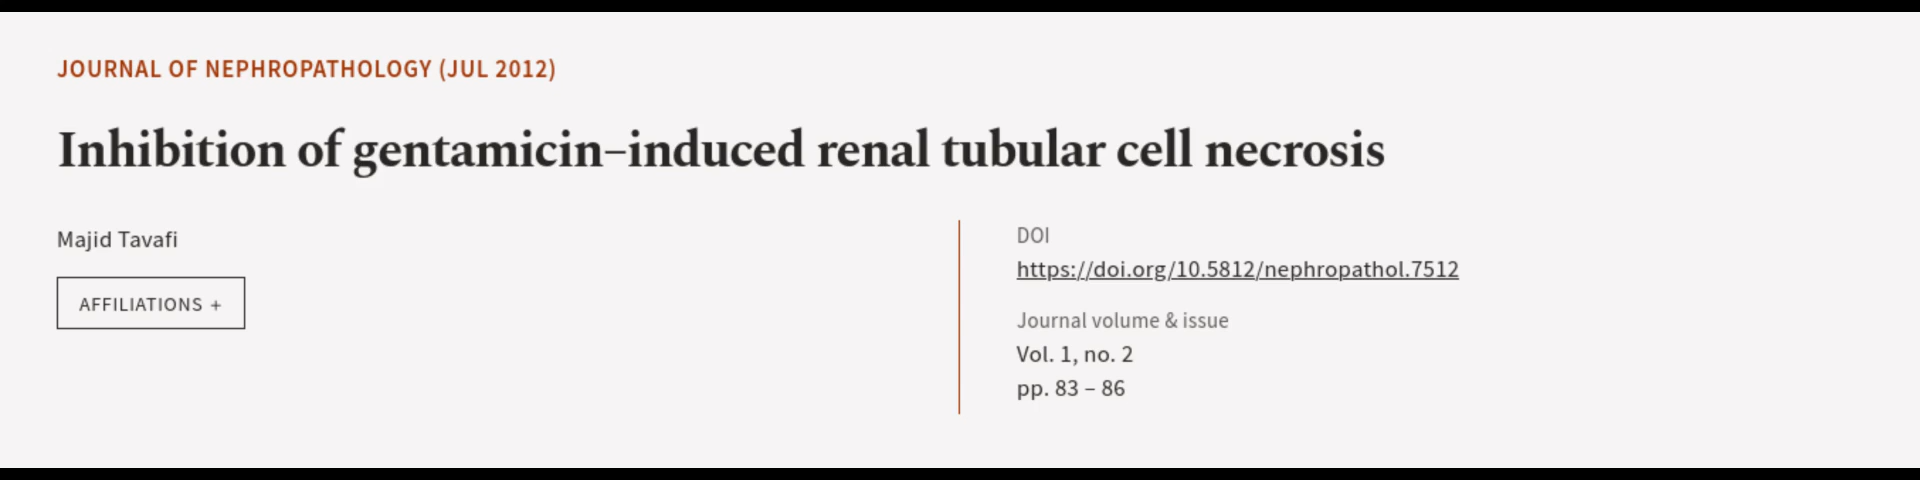 JOURNAL OF NEPHROPATHOLOGY (JUL 2012)
Inhibition of gentamicin–induced renal tubular cell necrosis
Majid Tavafi
AFFILIATIONS +
DOI
https://doi.org/10.5812/nephropathol.7512
Journal volume & issue
Vol. 1, no. 2
pp. 83 – 86